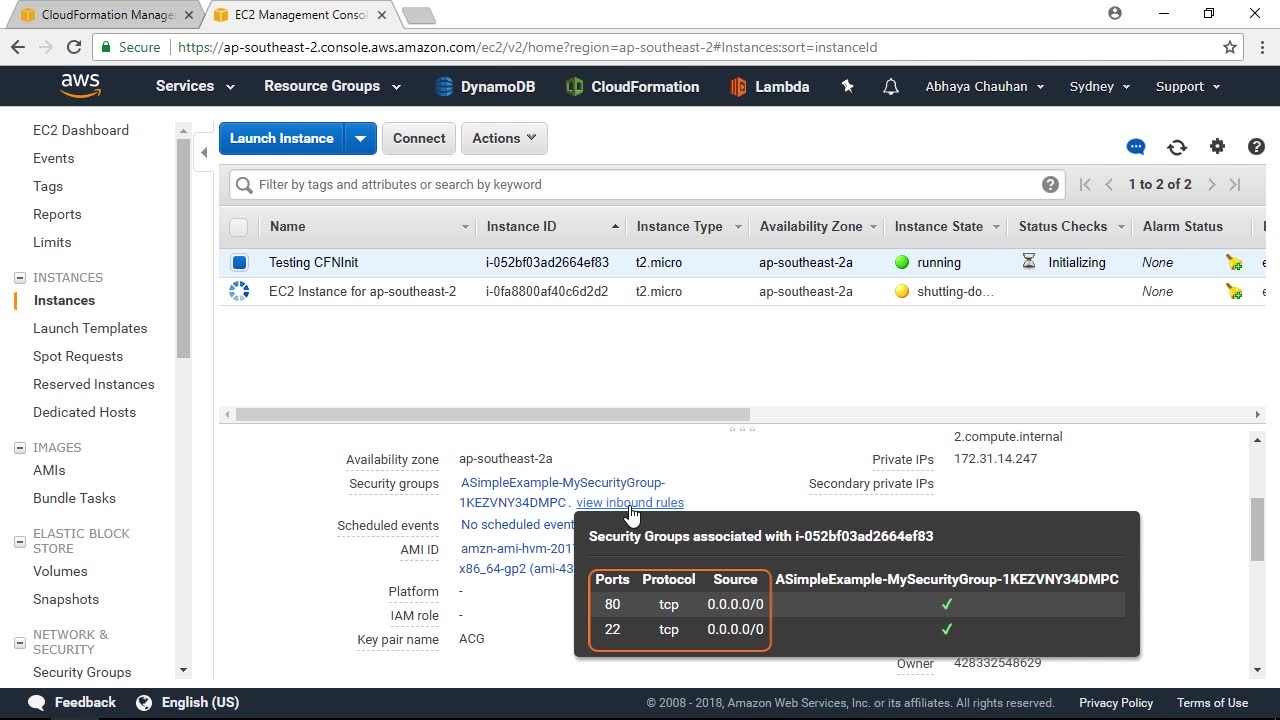 CloudFormation Manage
EC2 Management Conso
Secure
https://ap-southeast-2.console.aws.amazon.com/ec2/v2/home?region=ap-southeast-2#Instances:sort=instanceId
aws
Services
Resource Groups
DynamoDB
CloudFormation
Lambda
Abhaya Chauhan
Sydney
Support
EC2 Dashboard
Events
Tags
Reports
Limits
INSTANCES
Instances
Launch Templates
Spot Requests
Reserved Instances
Dedicated Hosts
IMAGES
AMIs
Bundle Tasks
ELASTIC BLOCK
STORE
Volumes
Snapshots
NETWORK &
SECURITY
Security Groups
Launch Instance
Connect
Actions
Filter by tags and attributes or search by keyword
1 to 2 of 2
Name Instance ID Instance Type Availability Zone Instance State Status Checks Alarm Status
Testing CFNInit i-052bf03ad2664ef83 t2.micro ap-southeast-2a running Initializing None
EC2 Instance for ap-southeast-2 i-0fa8800af40c6d2d2 t2.micro ap-southeast-2a shutting-do... None
2.compute.internal
Availability zone ap-southeast-2a Private IPs 172.31.14.247
Security groups ASimpleExample-MySecurityGroup- Secondary private IPs
1KEZVNY34DMPC. view inbound rules
Scheduled events No scheduled event
AMI ID amzn-ami-hvm-201
x86_64-gp2 (ami-43
Platform -
IAM role -
Key pair name ACG
Security Groups associated with i-052bf03ad2664ef83
Ports Protocol Source ASimpleExample-MySecurityGroup-1KEZVNY34DMPC
80 tcp 0.0.0.0/0 ✓
22 tcp 0.0.0.0/0 ✓
Owner 428332548629
Feedback
English (US)
© 2008 - 2018, Amazon Web Services, Inc. or its affiliates. All rights reserved.
Privacy Policy
Terms of Use